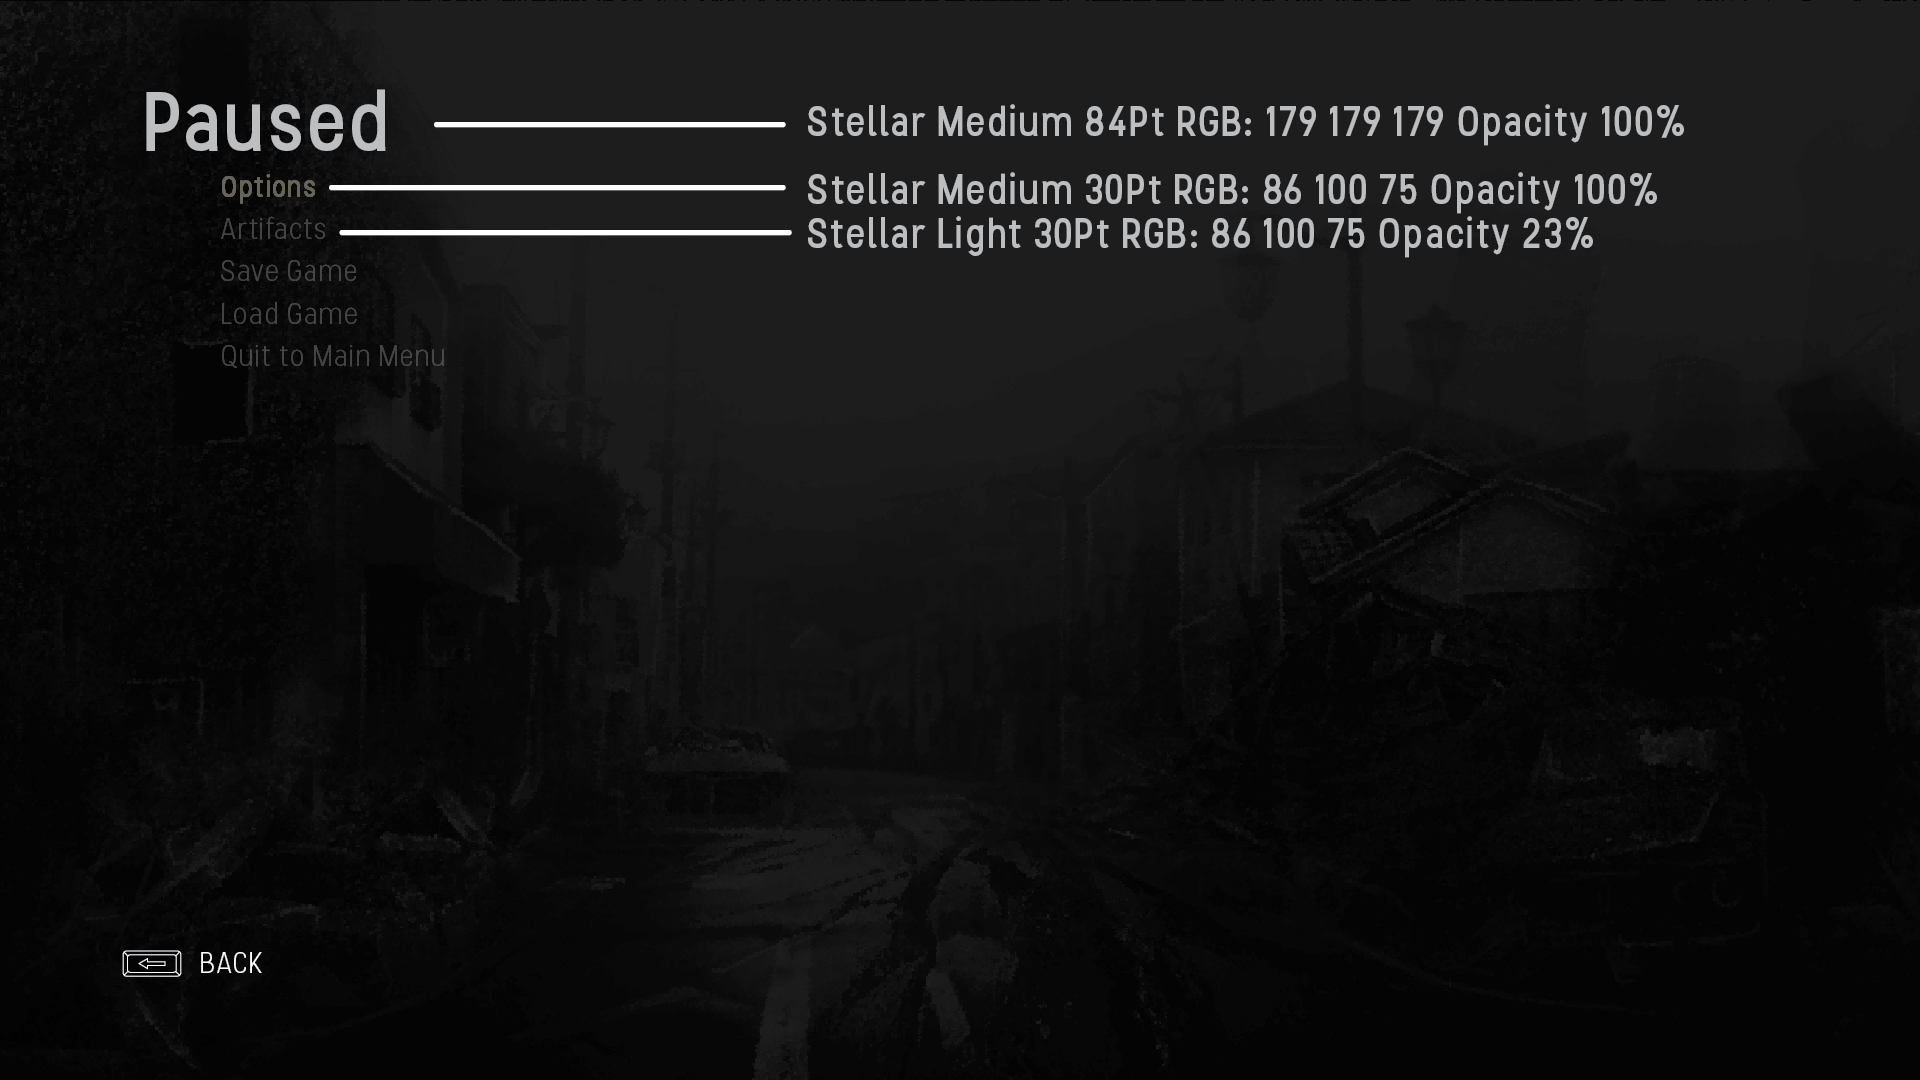 Paused
Stellar Medium 84Pt RGB: 179 179 179 Opacity 100%
Options
Stellar Medium 30Pt RGB: 86 100 75 Opacity 100%
Artifacts
Stellar Light 30Pt RGB: 86 100 75 Opacity 23%
Save Game
Load Game
Quit to Main Menu
BACK